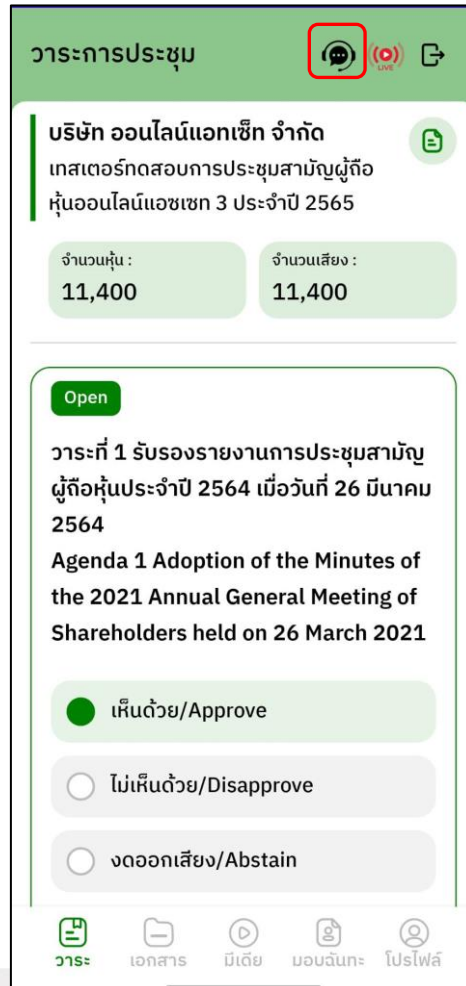 วาระการประชุม
LIVE
บริษัท ออนไลน์แอทเซ็ท จำกัด
เทสเตอร์ทดสอบการประชุมสามัญผู้ถือ
หุ้นออนไลน์แอซเซท 3 ประจำปี 2565
จำนวนหุ้น :
11,400
จำนวนเสียง :
11,400
Open
วาระที่ 1 รับรองรายงานการประชุมสามัญ
ผู้ถือหุ้นประจำปี 2564 เมื่อวันที่ 26 มีนาคม
2564
Agenda 1 Adoption of the Minutes of
the 2021 Annual General Meeting of
Shareholders held on 26 March 2021
เห็นด้วย/Approve
ไม่เห็นด้วย/Disapprove
งดออกเสียง/Abstain
วาระ
เอกสาร
มีเดีย
มอบฉันทะ
โปรไฟล์